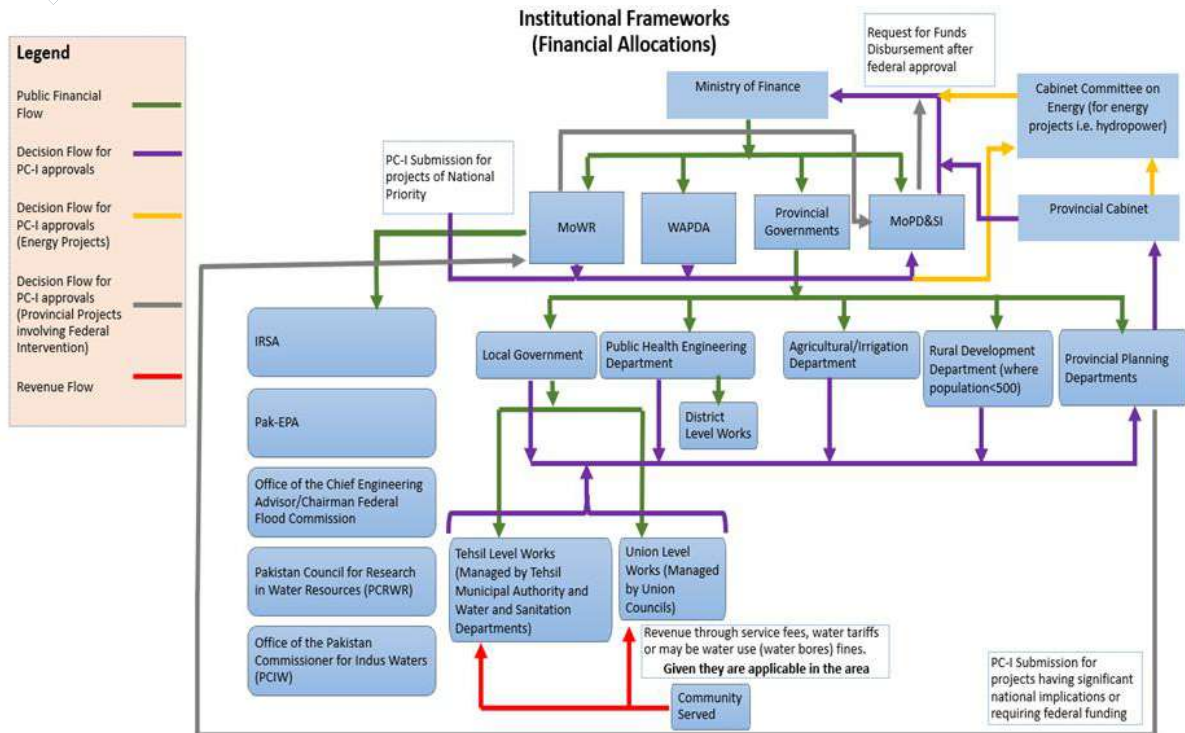 Institutional Frameworks
(Financial Allocations)
Legend
Public Financial
Flow
Decision Flow for
PC-I approvals
Decision Flow for
PC-I approvals
(Energy Projects)
Decision Flow for
PC-I approvals
(Provincial Projects
involving Federal
Intervention)
Revenue Flow
Request for Funds
Disbursement after
federal approval
Ministry of Finance
Cabinet Committee on
Energy (for energy
projects i.e. hydropower)
PC-I Submission for
projects of National
Priority
MoWR
WAPDA
Provincial
Governments
MoPD&SI
Provincial Cabinet
IRSA
Pak-EPA
Office of the Chief Engineering
Advisor/Chairman Federal
Flood Commission
Pakistan Council for Research
in Water Resources (PCRWR)
Office of the Pakistan
Commissioner for Indus Waters
(PCIW)
Local Government
Public Health Engineering
Department
Agricultural/Irrigation
Department
Rural Development
Department (where
population<500)
Provincial Planning
Departments
District
Level Works
Tehsil Level Works
(Managed by Tehsil
Municipal Authority and
Water and Sanitation
Departments)
Union Level
Works (Managed
by Union
Councils)
Revenue through service fees, water tariffs
or may be water use (water bores) fines.
Given they are applicable in the area
Community
Served
PC-I Submission for
projects having significant
national implications or
requiring federal funding